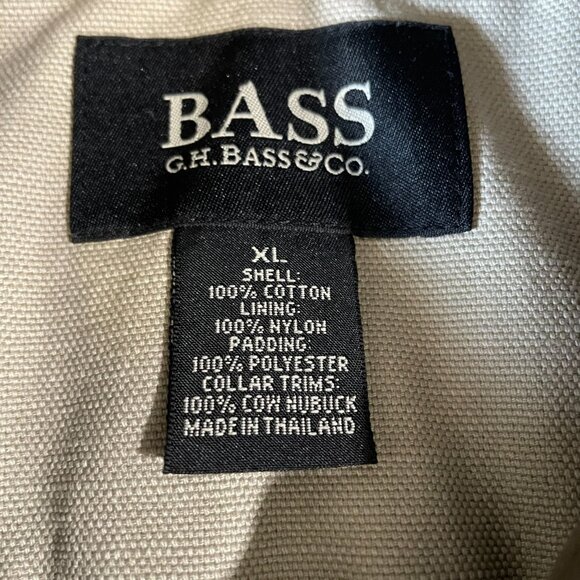 BASS
G.H. BASS & CO.
XL
SHELL:
100% COTTON
LINING:
100% NYLON
PADDING:
100% POLYESTER
COLLAR TRIMS:
100% COW NUBUCK
MADE IN THAILAND